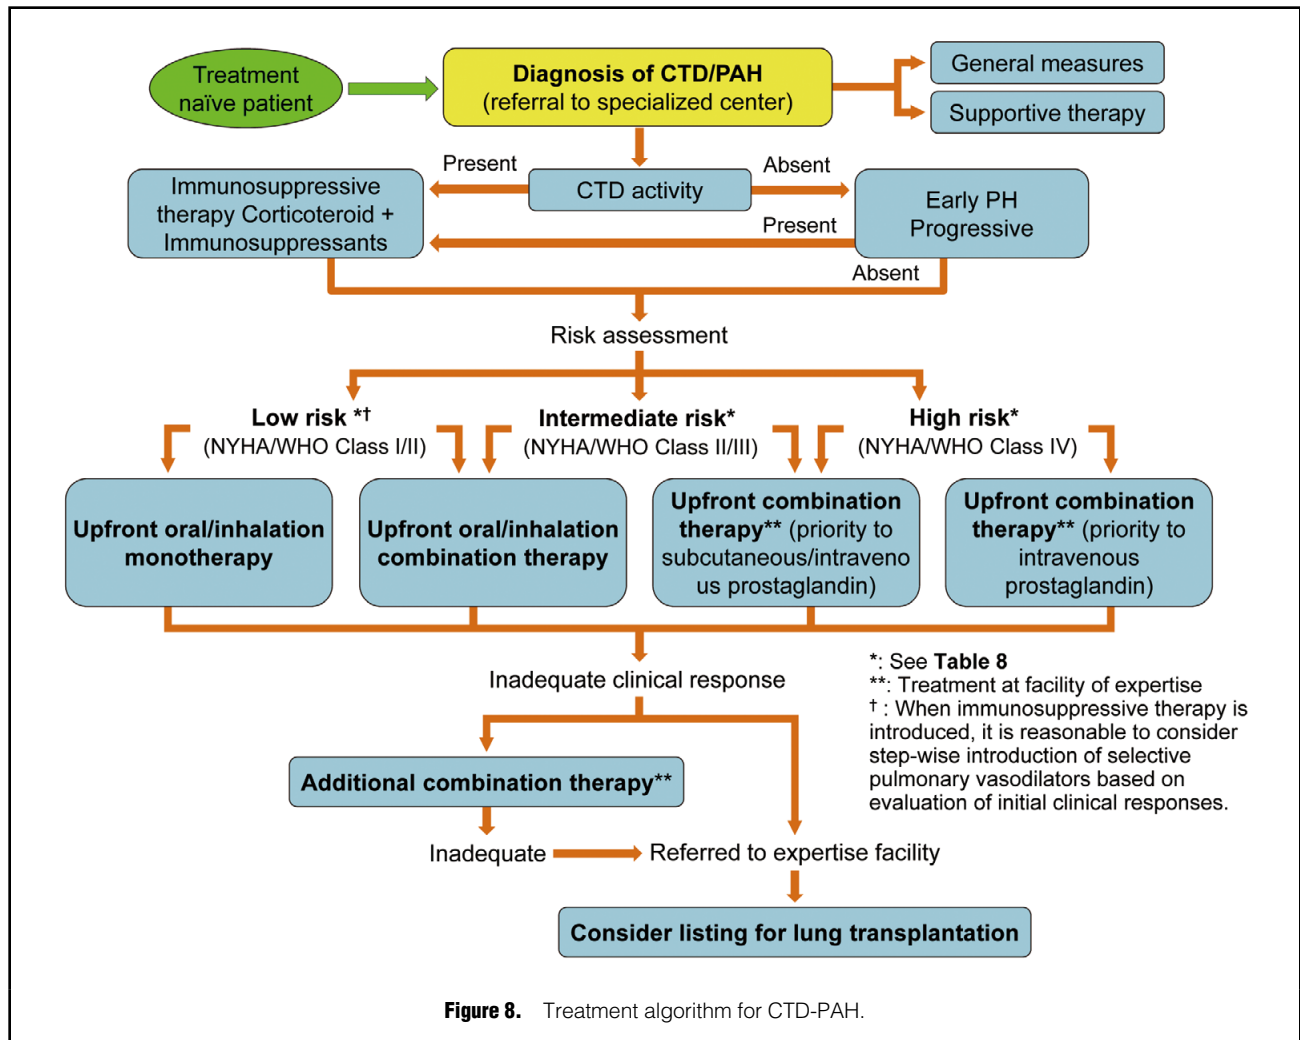 Treatment
naïve patient
Diagnosis of CTD/PAH
(referral to specialized center)
General measures
Supportive therapy
Present
Absent
Immunosuppressive
therapy Corticoteroid +
Immunosuppressants
CTD activity
Early PH
Progressive
Present
Absent
Risk assessment
Low risk *†
(NYHA/WHO Class I/II)
Intermediate risk*
(NYHA/WHO Class II/III)
High risk*
(NYHA/WHO Class IV)
Upfront oral/inhalation
monotherapy
Upfront oral/inhalation
combination therapy
Upfront combination
therapy** (priority to
subcutaneous/intraveno
us prostaglandin)
Upfront combination
therapy** (priority to
intravenous
prostaglandin)
Inadequate clinical response
*: See Table 8
**: Treatment at facility of expertise
† : When immunosuppressive therapy is
introduced, it is reasonable to consider
step-wise introduction of selective
pulmonary vasodilators based on
evaluation of initial clinical responses.
Additional combination therapy**
Inadequate
Referred to expertise facility
Consider listing for lung transplantation
Figure 8. Treatment algorithm for CTD-PAH.